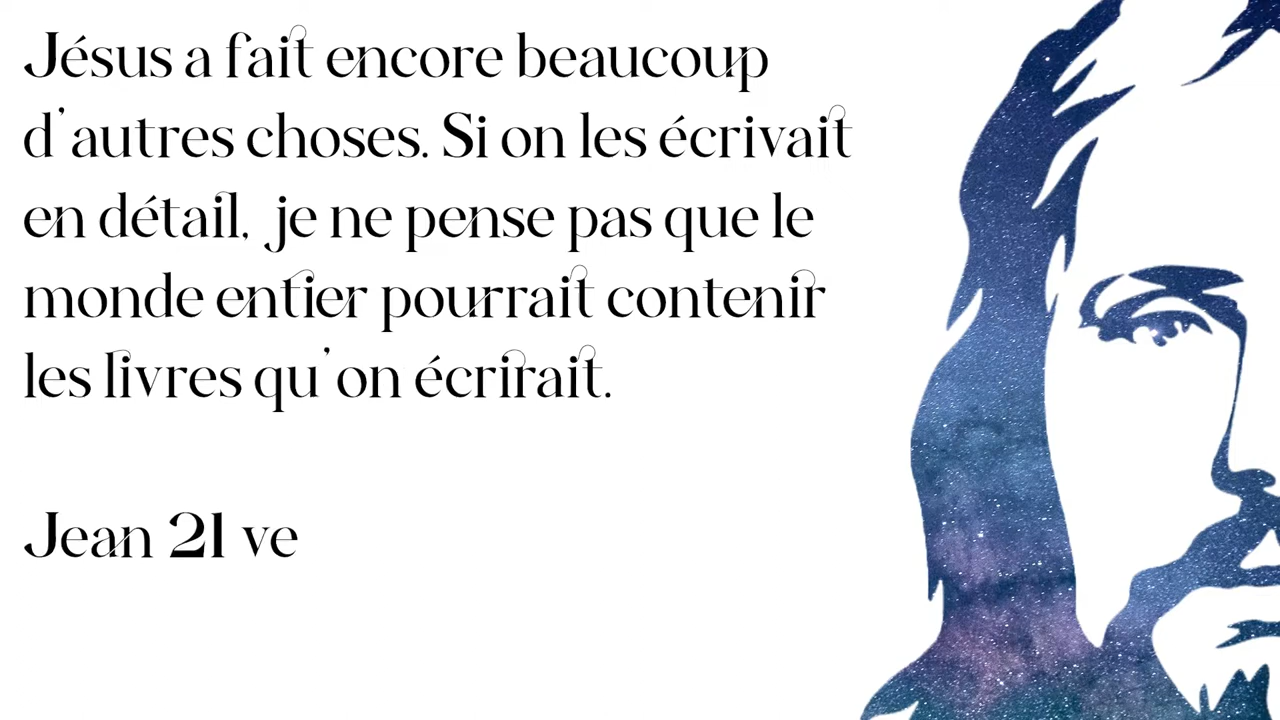 Jésus a fait encore beaucoup
d'autres choses. Si on les écrivait
en détail, je ne pense pas que le
monde entier pourrait contenir
les livres qu'on écrirait.
Jean 21 ve